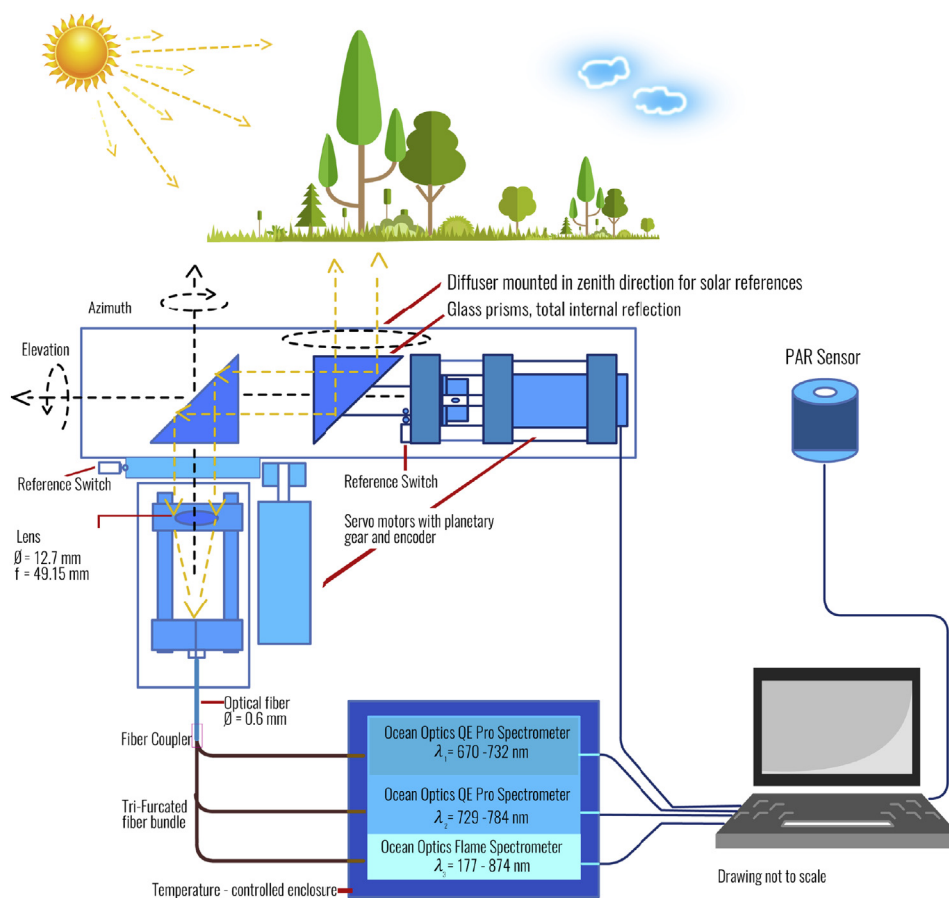 Diffuser mounted in zenith direction for solar references
Glass prisms, total internal reflection
Azimuth
Elevation
PAR Sensor
Reference Switch
Reference Switch
Servo motors with planetary
gear and encoder
Lens
Ø = 12.7 mm
f = 49.15 mm
Optical fiber
Ø = 0.6 mm
Fiber Coupler
Ocean Optics QE Pro Spectrometer
λ₁= 670 -732 nm
Ocean Optics QE Pro Spectrometer
λ₂= 729 -784 nm
Tri-Furcated
fiber bundle
Ocean Optics Flame Spectrometer
λ₃= 177 - 874 nm
Temperature - controlled enclosure
Drawing not to scale